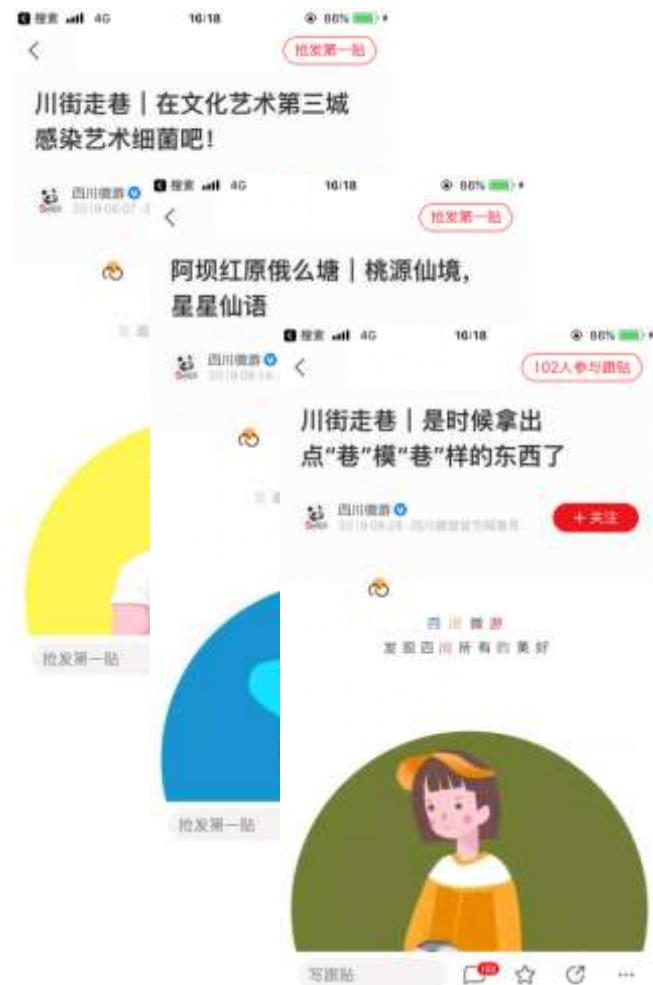 搜索 4G 16:18 86%
抢发第一贴
川街走巷｜在文化艺术第三城
感染艺术细菌吧！
四川微游
抢发第一贴
搜索 4G 16:18 86%
抢发第一贴
阿坝红原俄么塘｜桃源仙境，
星星仙语
四川微游
抢发第一贴
搜索 4G 16:18 86%
102人参与跟贴
川街走巷｜是时候拿出
点“巷”模“巷”样的东西了
四川微游
+关注
四川微游
发现四川所有的美好
写跟贴
102